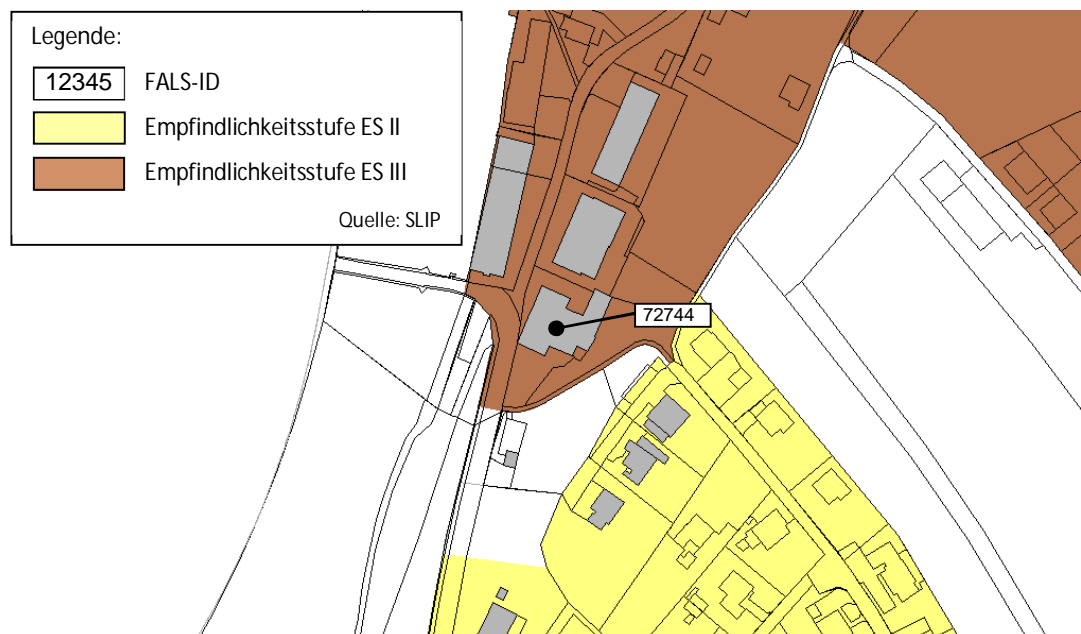 Legende:
12345 FALS-ID
Empfindlichkeitsstufe ES II
Empfindlichkeitsstufe ES III
Quelle: SLIP
72744